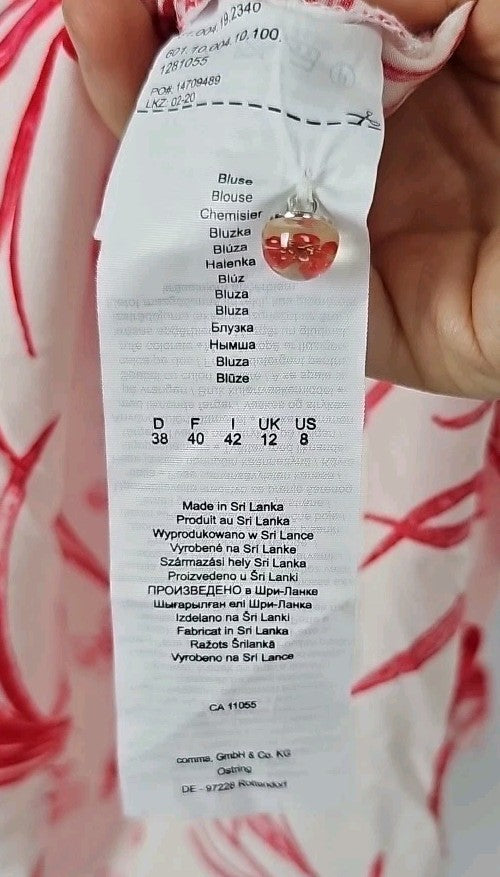 .004.19.2340
601.10.004.10.100.
1281055
PO#: 14709489
LKZ: 02-20
Bluse
Blouse
Chemisier
Bluzka
Blúza
Halenka
Blúz
Bluza
Bluza
Блузка
Нымша
Bluza
Blūze
D F I UK US
38 40 42 12 8
Made in Sri Lanka
Produit au Sri Lanka
Wyprodukowano w Sri Lance
Vyrobené na Sri Lanke
Származási hely Sri Lanka
Proizvedeno u Šri Lanki
ПРОИЗВЕДЕНО в Шри-Ланке
Шығарылған елі Шри-Ланка
Izdelano na Šri Lanki
Fabricat in Sri Lanka
Ražots Šrilankā
Vyrobeno na Srí Lance
CA 11055
comma, GmbH & Co. KG
Ostring
DE - 97228 Rottendorf